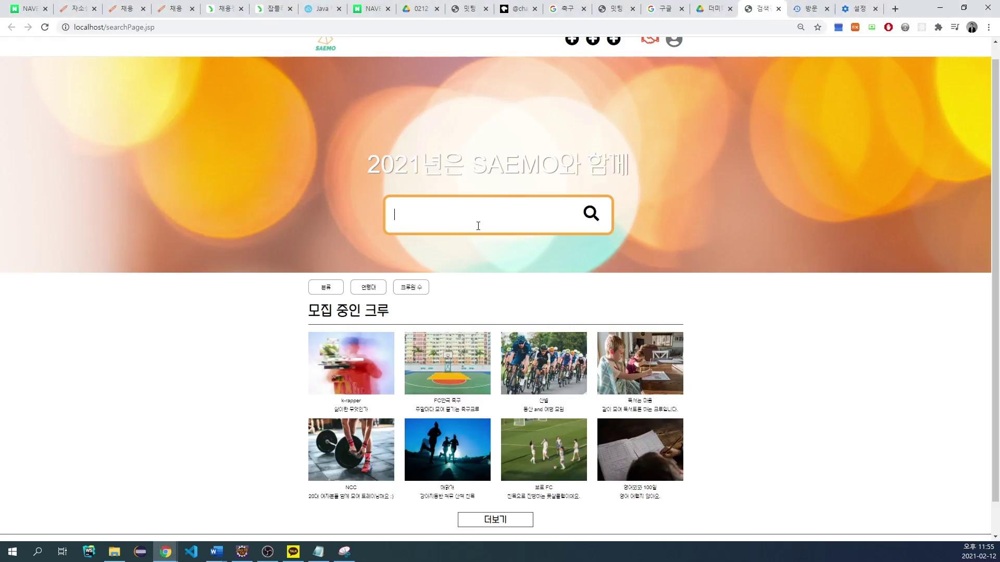 NAVE
자소
채용
채용
채용
잡플
Java
NAVE
0212
밋팅
@cha
축구
밋팅
구글
더미
검색
방문
설정
localhost/searchPage.jsp
SAEMO
2021년은 SAEMO와 함께
분류
연령대
크루원 수
모집 중인 크루
k-rapper
삶이란 무엇인가
FC한국 축구
주말마다 모여 즐기는 축구크루
산넬
등산 and 여행 모임
독서는 마음
같이 모여 독서토론 하는 크루입니다.
NCC
20대 여자분들 함께 모여 트레이닝해요 :)
해맑개
강아지동반 커뮤 산책 친목
브로 FC
친목으로 진행하는 풋살클럽이에요.
영어회화 100일
영어 어렵지 않아요.
더보기
WS
TALK
오후 11:55
2021-02-12